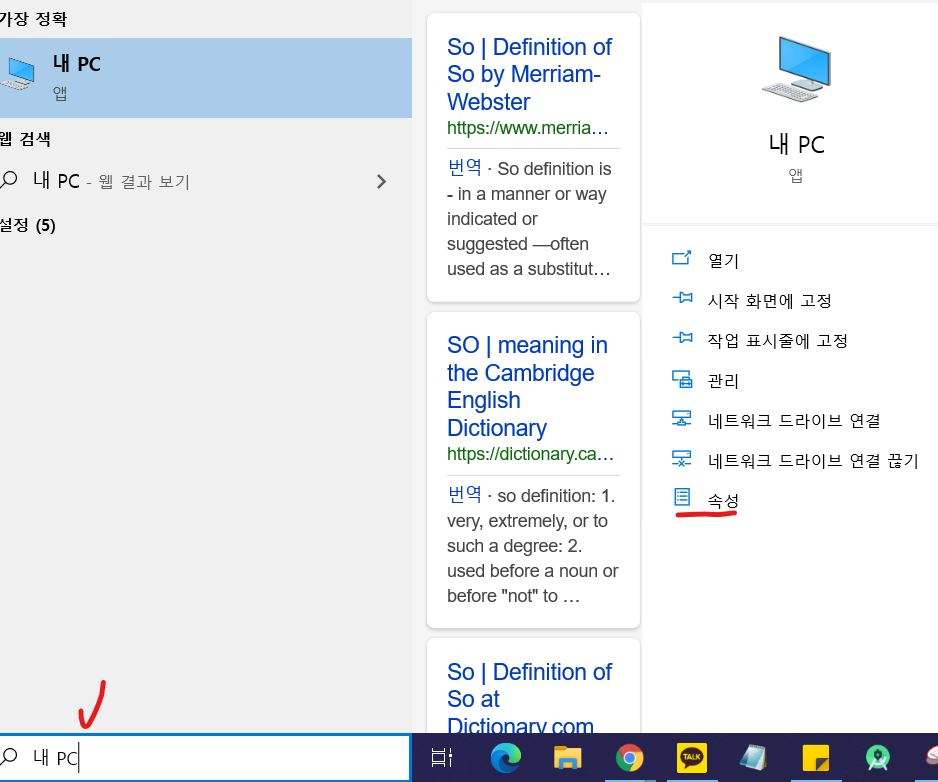 가장 정확
내 PC
앱
웹 검색
내 PC - 웹 결과 보기
설정 (5)
내 PC
So | Definition of
So by Merriam-
Webster
https://www.merria…
번역 · So definition is
- in a manner or way
indicated or
suggested —often
used as a substitut…
SO | meaning in
the Cambridge
English
Dictionary
https://dictionary.ca…
번역 · so definition: 1.
very, extremely, or to
such a degree: 2.
used before a noun or
before "not" to …
So | Definition of
So at
Dictionary.com
내 PC
앱
열기
시작 화면에 고정
작업 표시줄에 고정
관리
네트워크 드라이브 연결
네트워크 드라이브 연결 끊기
속성
TALK